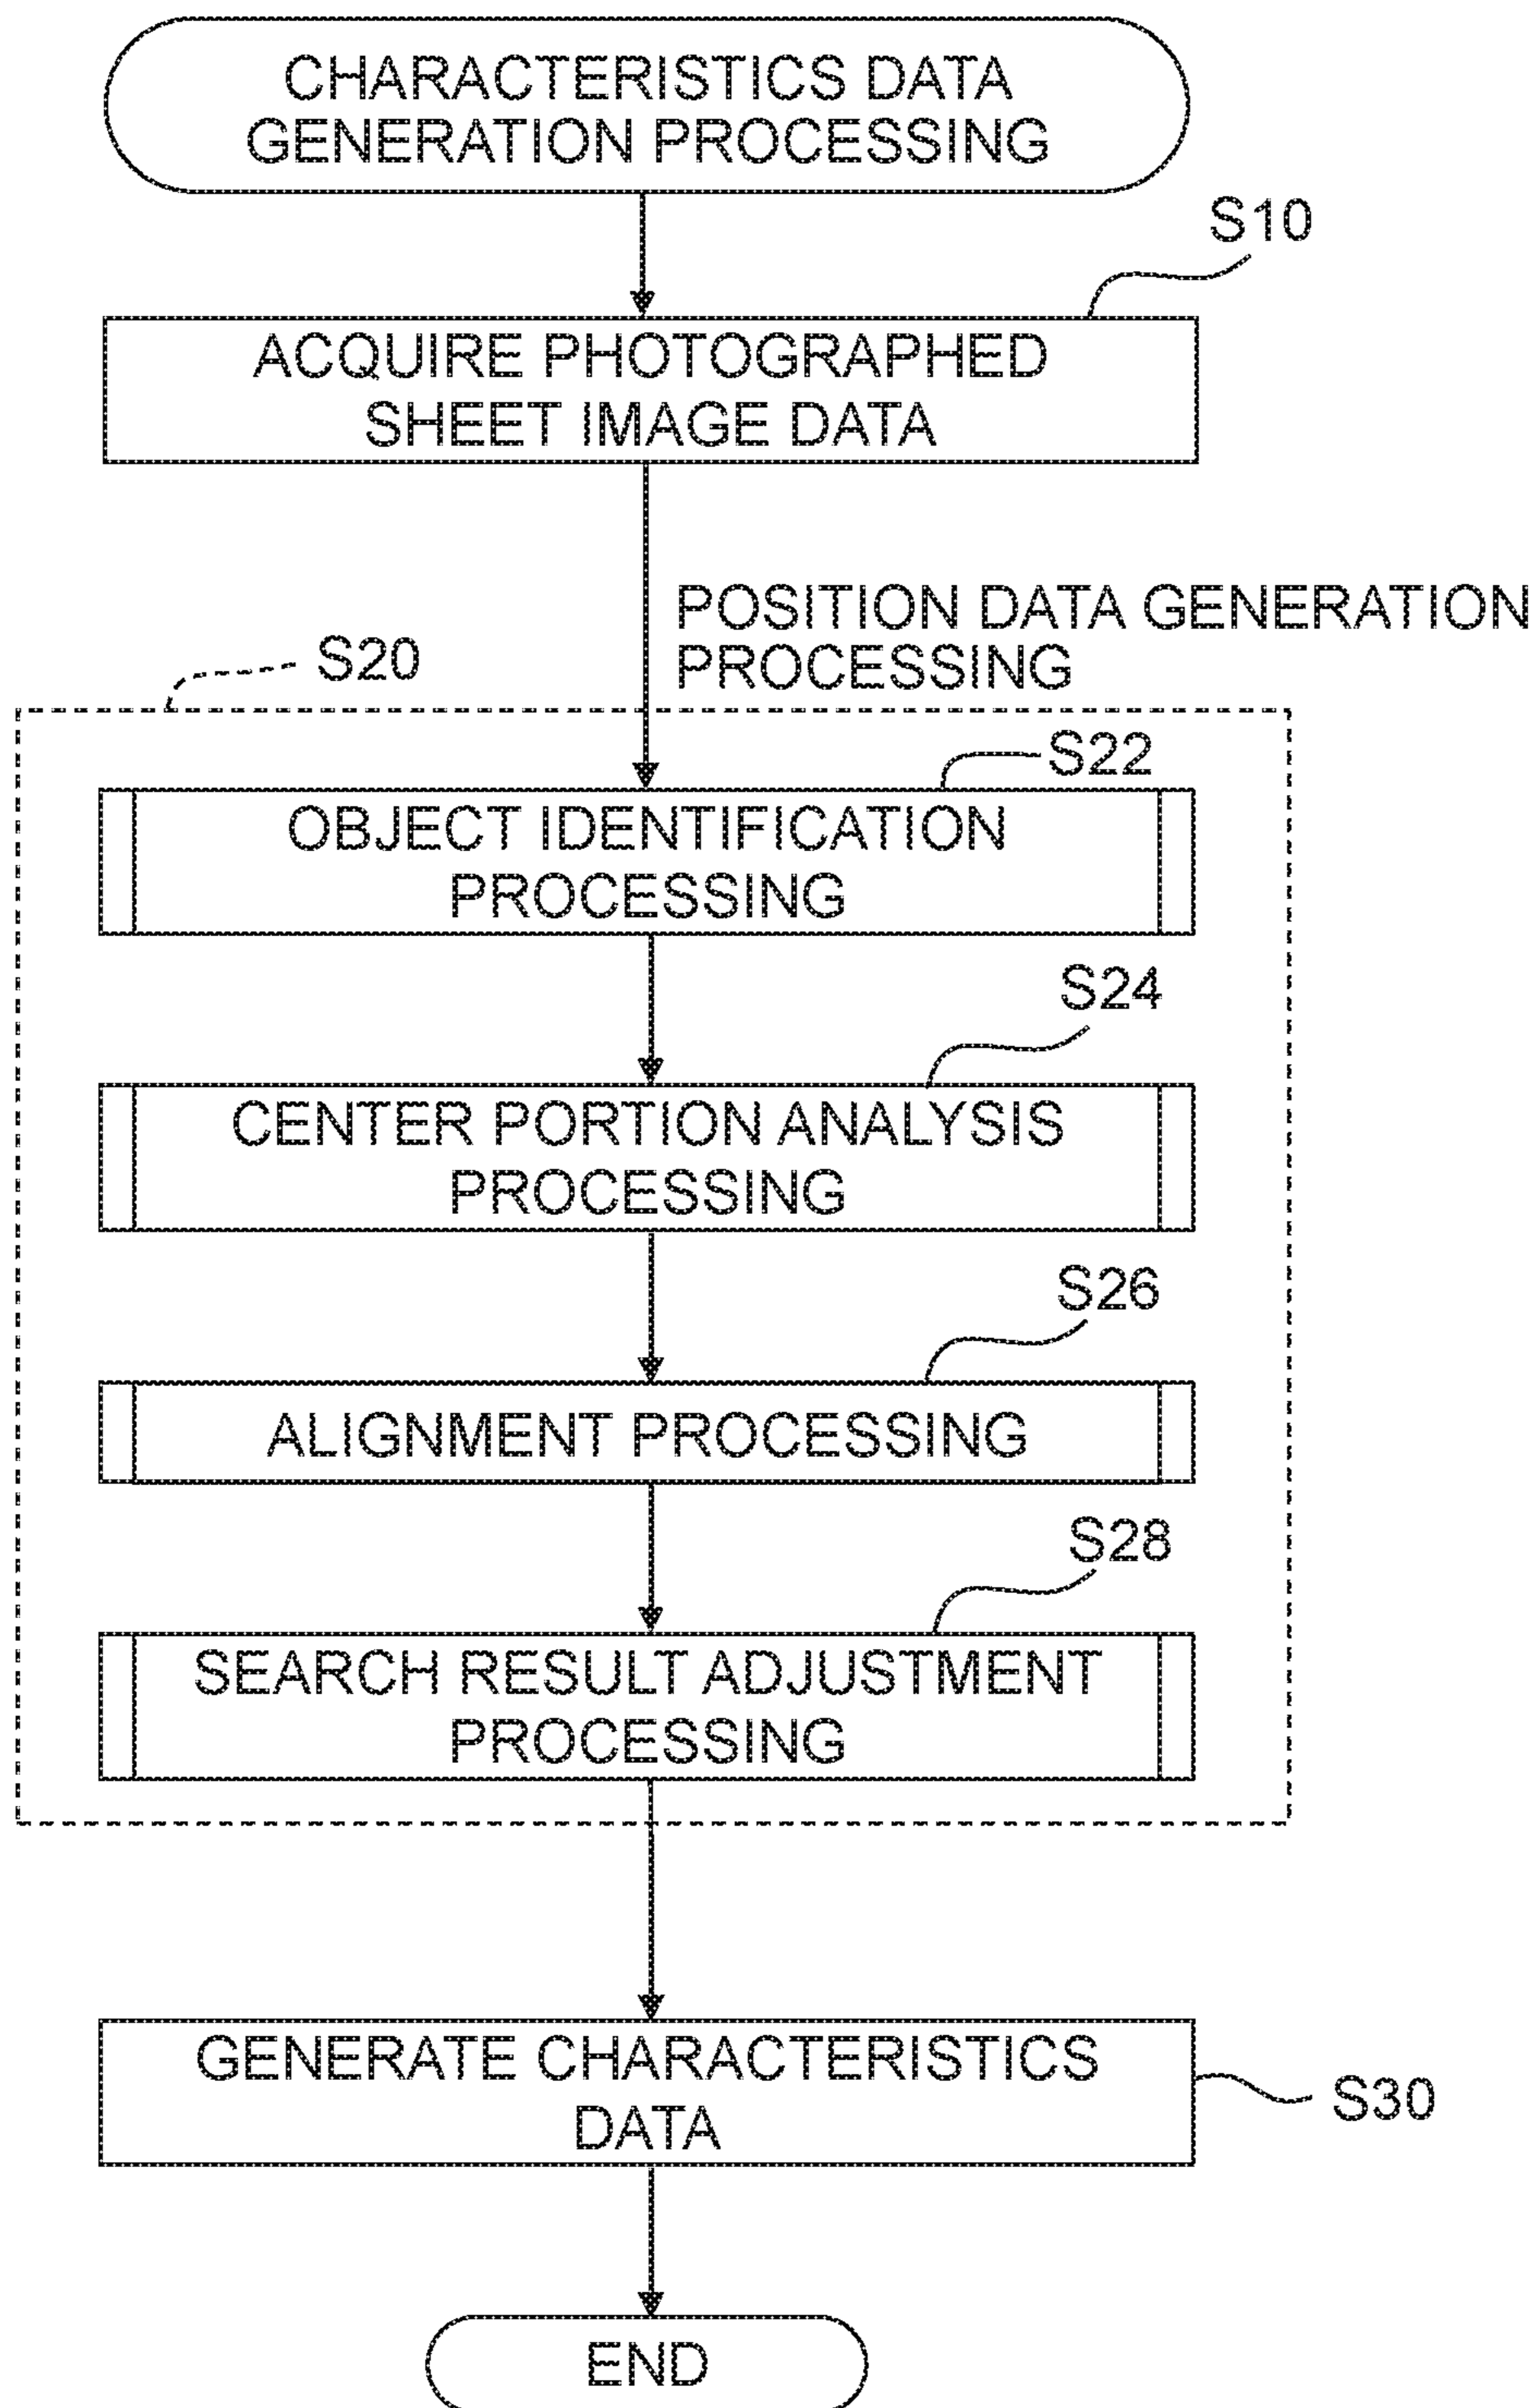 CHARACTERISTICS DATA
GENERATION PROCESSING
S10
ACQUIRE PHOTOGRAPHED
SHEET IMAGE DATA
POSITION DATA GENERATION
PROCESSING
S20
S22
OBJECT IDENTIFICATION
PROCESSING
S24
CENTER PORTION ANALYSIS
PROCESSING
S26
ALIGNMENT PROCESSING
S28
SEARCH RESULT ADJUSTMENT
PROCESSING
GENERATE CHARACTERISTICS
DATA
S30
END